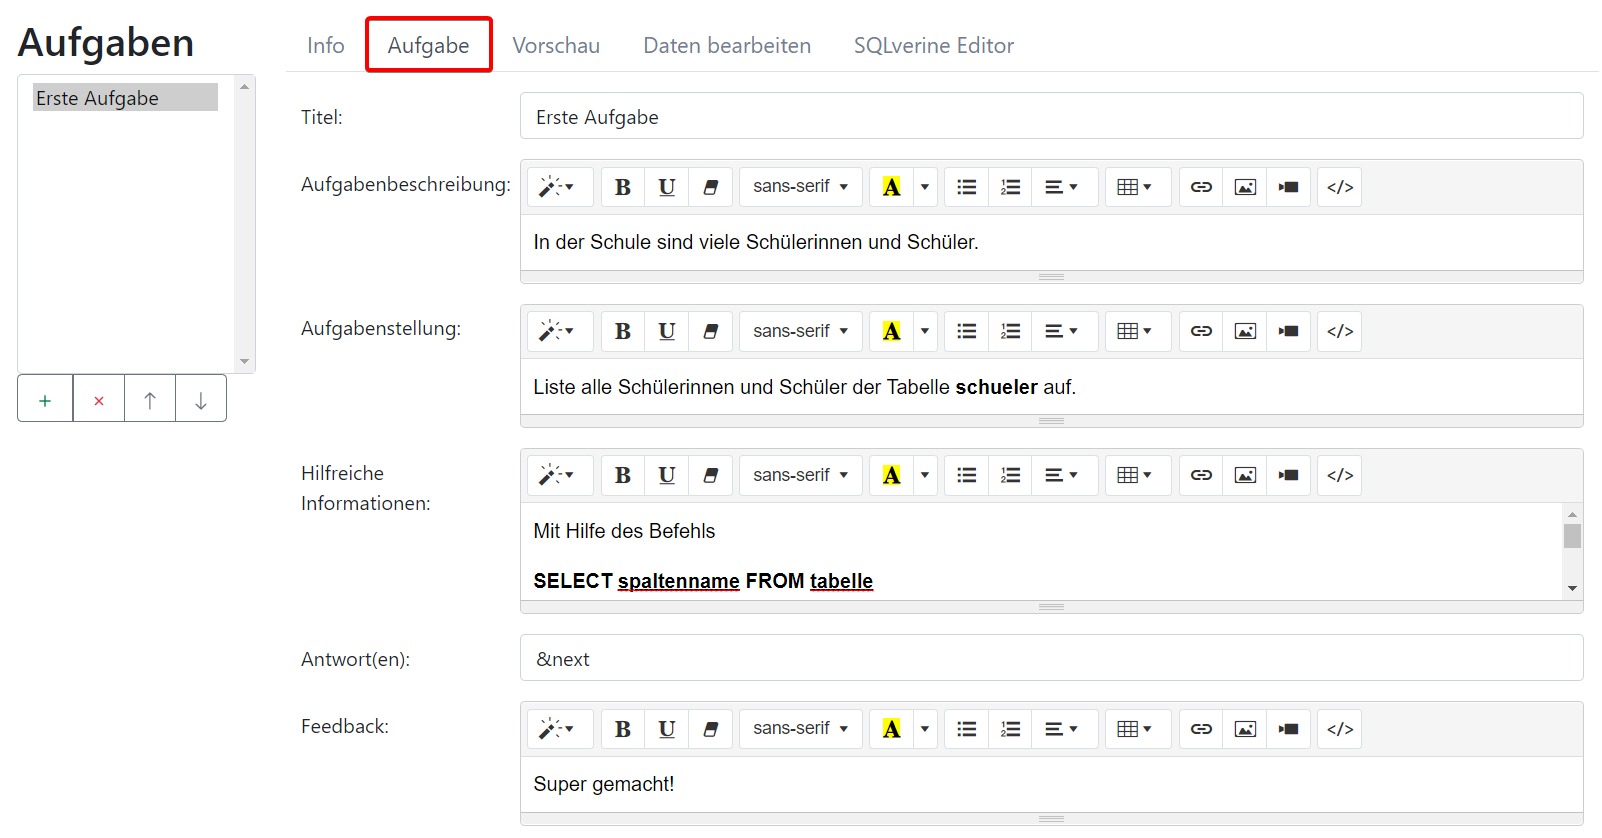 Aufgaben
Erste Aufgabe
Info Aufgabe Vorschau Daten bearbeiten SQLverine Editor
Titel:
Erste Aufgabe
Aufgabenbeschreibung:
B U sans-serif A </>
In der Schule sind viele Schülerinnen und Schüler.
Aufgabenstellung:
B U sans-serif A </>
Liste alle Schülerinnen und Schüler der Tabelle schueler auf.
Hilfreiche
Informationen:
B U sans-serif A </>
Mit Hilfe des Befehls
SELECT spaltenname FROM tabelle
Antwort(en):
&next
Feedback:
B U sans-serif A </>
Super gemacht!